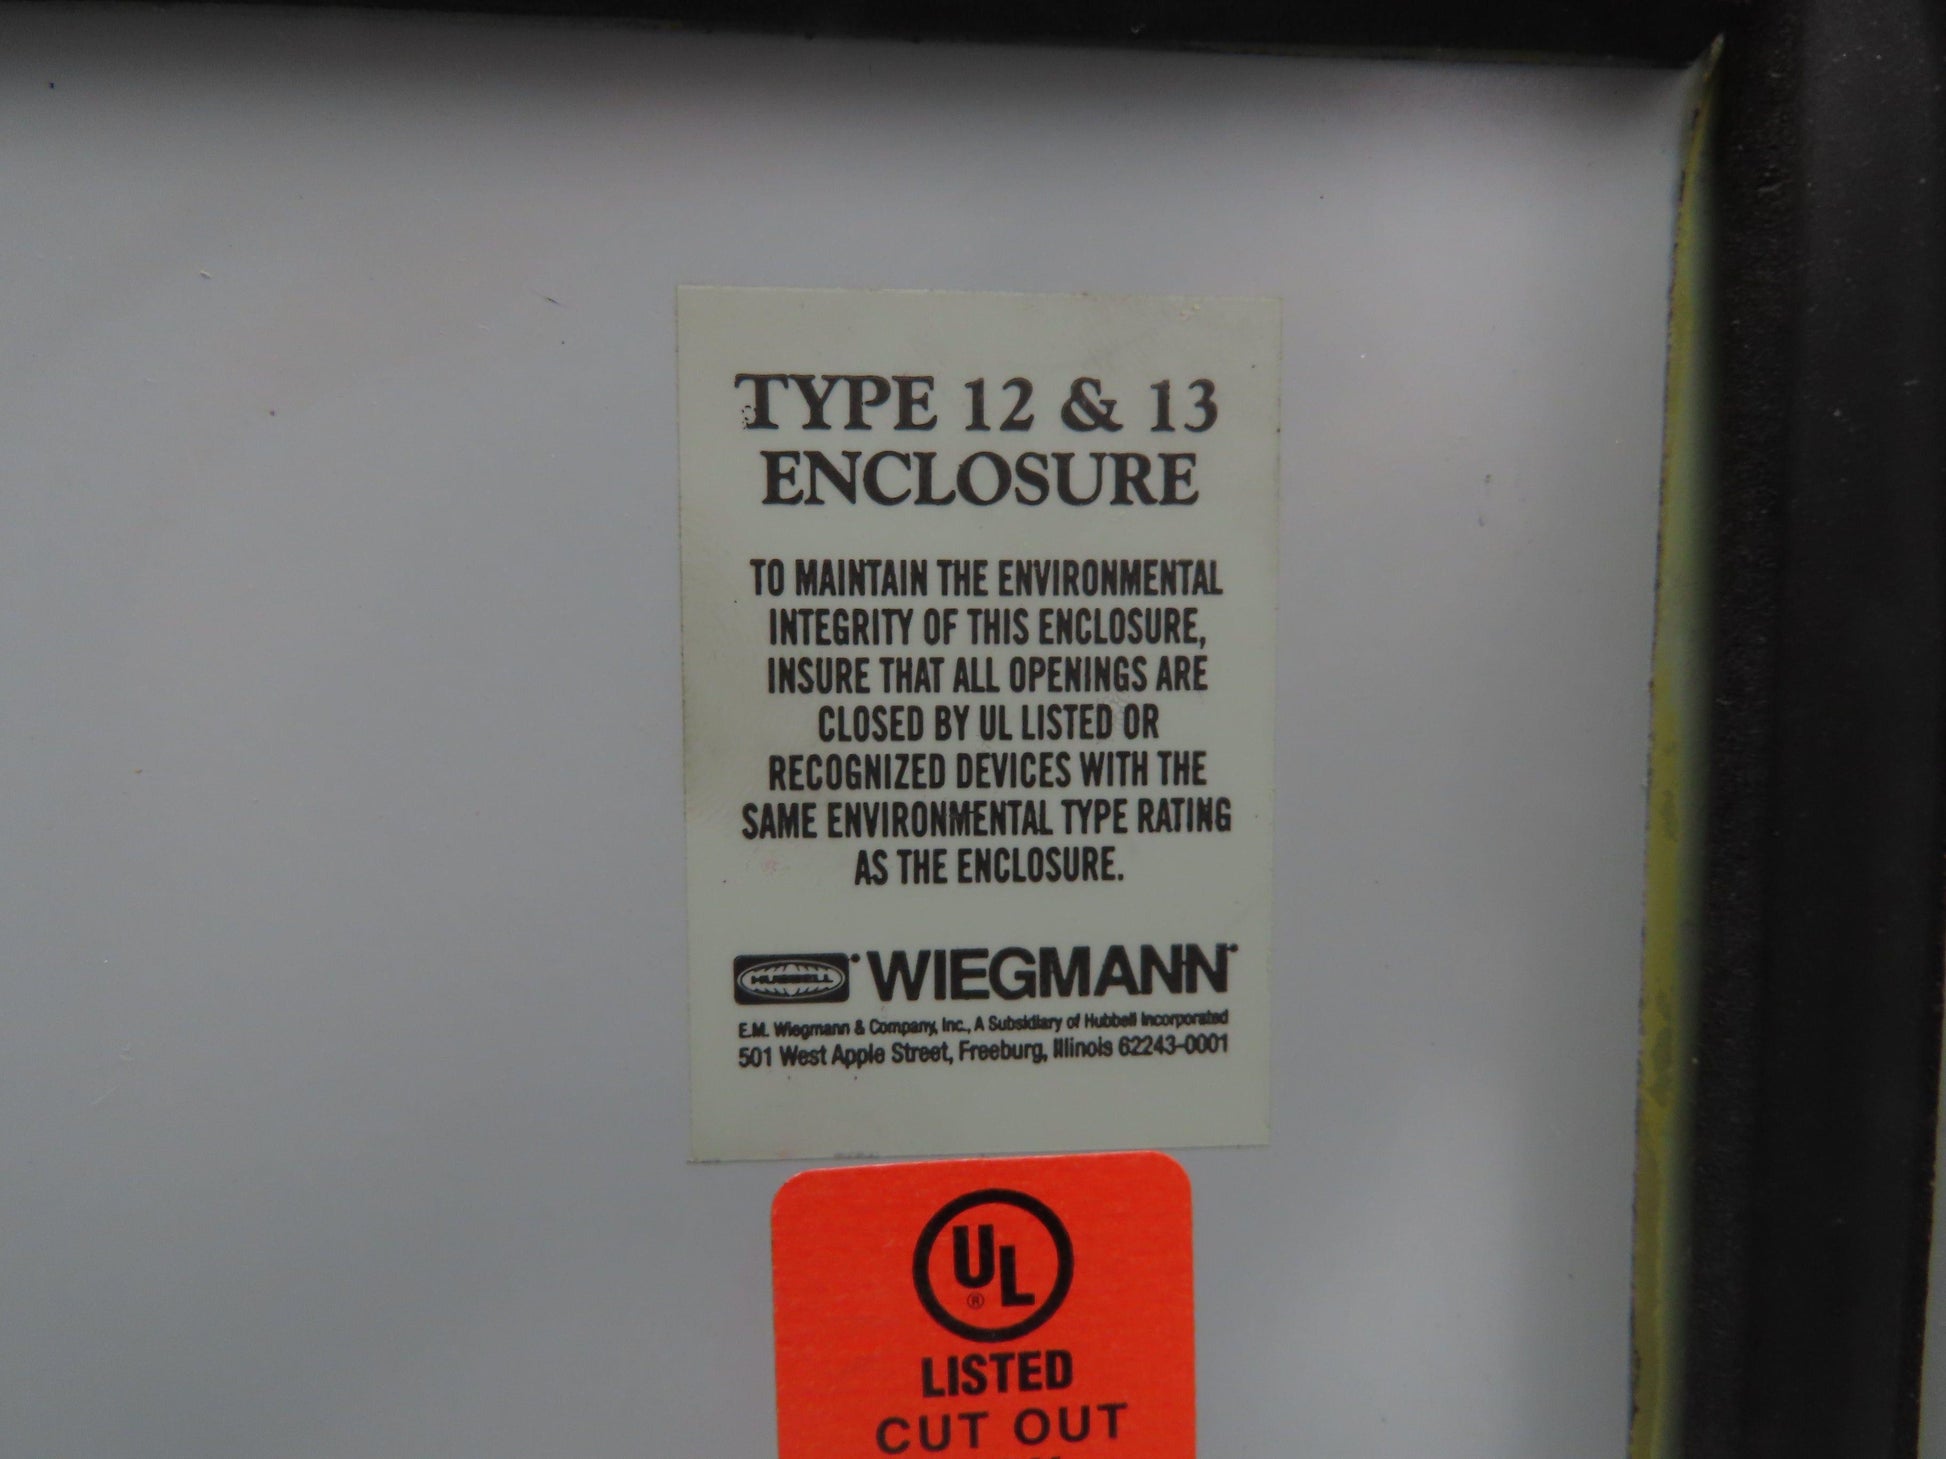 TYPE 12 & 13
ENCLOSURE
TO MAINTAIN THE ENVIRONMENTAL
INTEGRITY OF THIS ENCLOSURE,
INSURE THAT ALL OPENINGS ARE
CLOSED BY UL LISTED OR
RECOGNIZED DEVICES WITH THE
SAME ENVIRONMENTAL TYPE RATING
AS THE ENCLOSURE.
HUBBELL WIEGMANN
E.M. Wiegmann & Company, Inc., A Subsidiary of Hubbell Incorporated
501 West Apple Street, Freeburg, Illinois 62243-0001
UL ®
LISTED
CUT OUT